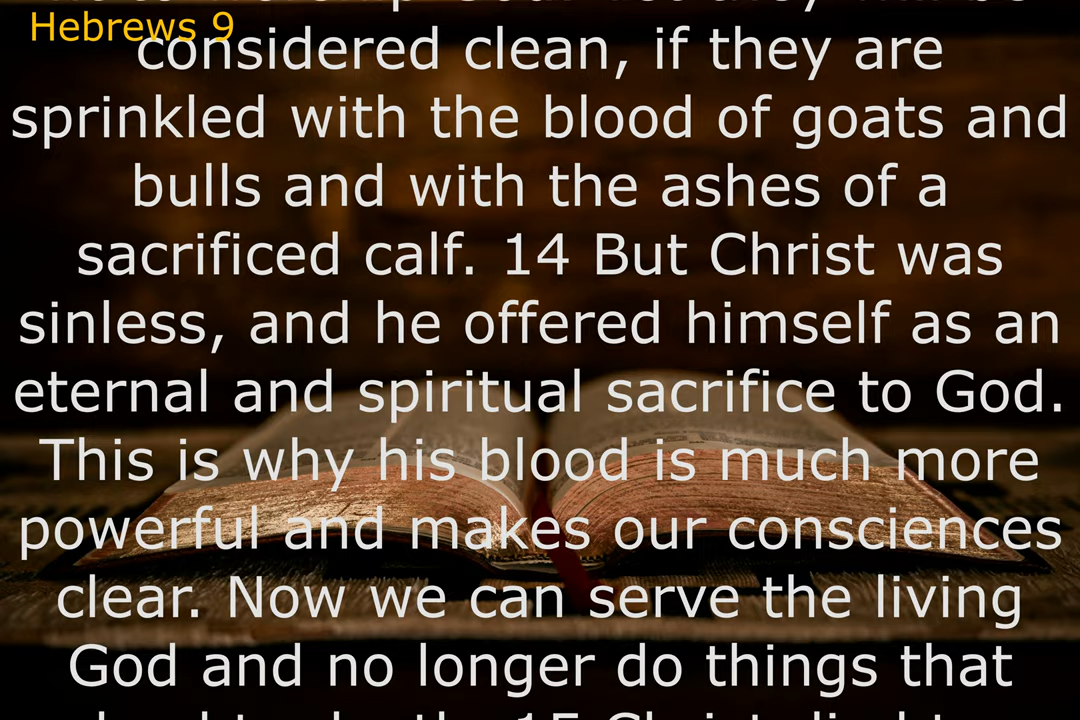 Hebrews 9
considered clean, if they are
sprinkled with the blood of goats and
bulls and with the ashes of a
sacrificed calf. 14 But Christ was
sinless, and he offered himself as an
eternal and spiritual sacrifice to God.
This is why his blood is much more
powerful and makes our consciences
clear. Now we can serve the living
God and no longer do things that